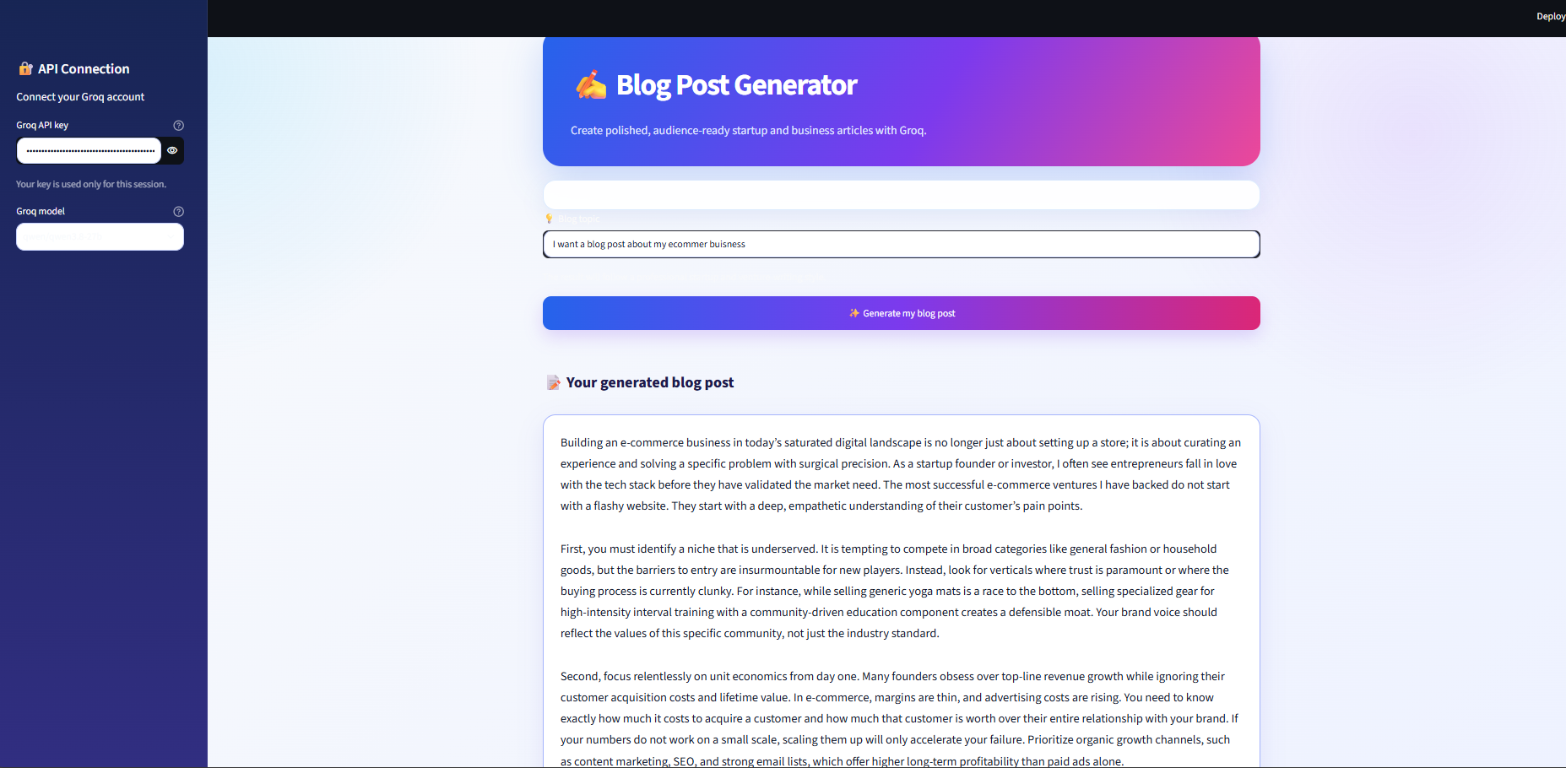 Deploy
API Connection
Connect your Groq account
Groq API key
Your key is used only for this session.
Groq model
Blog Post Generator
Create polished, audience-ready startup and business articles with Groq.
Blog topic
I want a blog post about my ecommer buisness
Generate my blog post
Your generated blog post
Building an e-commerce business in today’s saturated digital landscape is no longer just about setting up a store; it is about curating an
experience and solving a specific problem with surgical precision. As a startup founder or investor, I often see entrepreneurs fall in love
with the tech stack before they have validated the market need. The most successful e-commerce ventures I have backed do not start
with a flashy website. They start with a deep, empathetic understanding of their customer’s pain points.
First, you must identify a niche that is underserved. It is tempting to compete in broad categories like general fashion or household
goods, but the barriers to entry are insurmountable for new players. Instead, look for verticals where trust is paramount or where the
buying process is currently clunky. For instance, while selling generic yoga mats is a race to the bottom, selling specialized gear for
high-intensity interval training with a community-driven education component creates a defensible moat. Your brand voice should
reflect the values of this specific community, not just the industry standard.
Second, focus relentlessly on unit economics from day one. Many founders obsess over top-line revenue growth while ignoring their
customer acquisition costs and lifetime value. In e-commerce, margins are thin, and advertising costs are rising. You need to know
exactly how much it costs to acquire a customer and how much that customer is worth over their entire relationship with your brand. If
your numbers do not work on a small scale, scaling them up will only accelerate your failure. Prioritize organic growth channels, such
as content marketing, SEO, and strong email lists, which offer higher long-term profitability than paid ads alone.